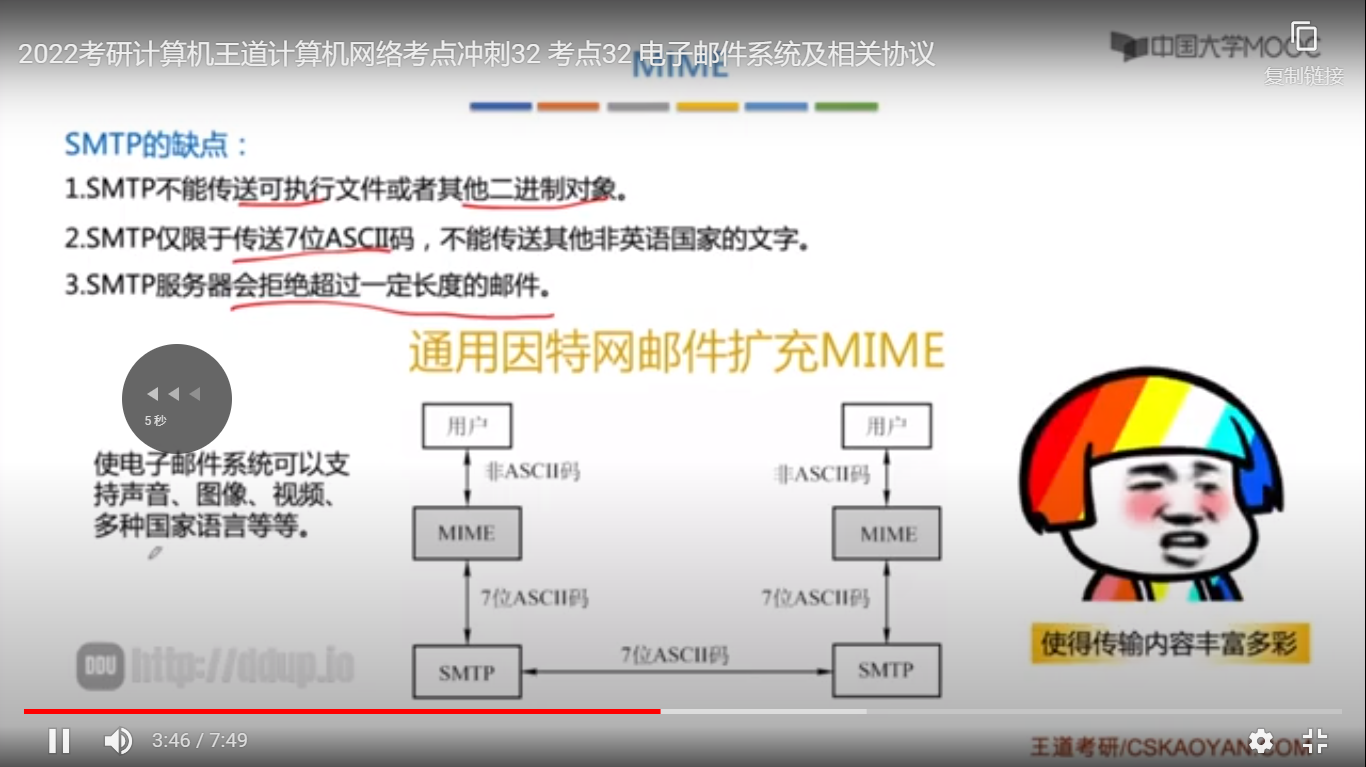 2022考研计算机王道计算机网络考点冲刺32 考点32 电子邮件系统及相关协议
MIME
中国大学MOOC
复制链接
SMTP的缺点：
1.SMTP不能传送可执行文件或者其他二进制对象。
2.SMTP仅限于传送7位ASCII码，不能传送其他非英语国家的文字。
3.SMTP服务器会拒绝超过一定长度的邮件。
通用因特网邮件扩充MIME
5 秒
使电子邮件系统可以支
持声音、图像、视频、
多种国家语言等等。
用户
用户
非ASCII码
非ASCII码
MIME
MIME
7位ASCII码
7位ASCII码
7位ASCII码
SMTP
SMTP
使得传输内容丰富多彩
DDU http://ddup.io
3:46 / 7:49
王道考研/CSKAOYAN.COM